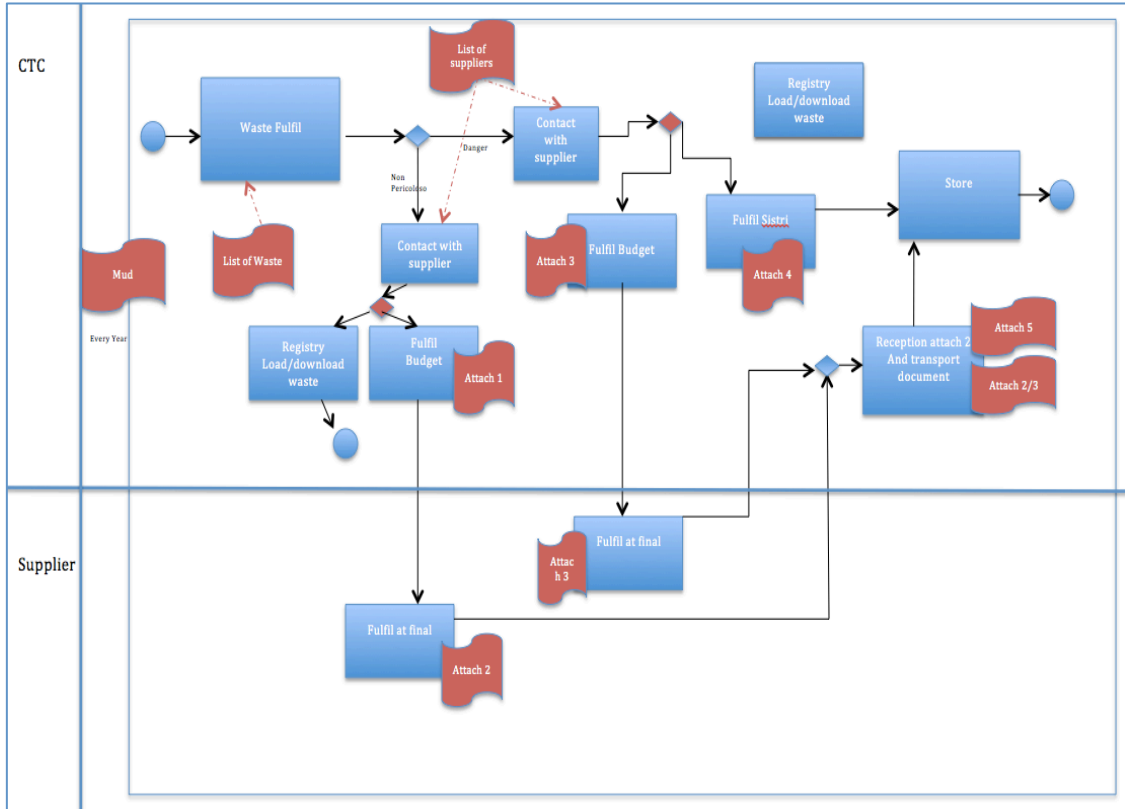 CTC
List of
suppliers
Registry
Load/download
waste
Waste Fulfil
Contact
with
supplier
Danger
Non
Pericoloso
Store
Fulfil Sistri
Attach 4
Mud
List of Waste
Contact with
supplier
Attach 3
Fulfil Budget
Every Year
Registry
Load/download
waste
Fulfil
Budget
Attach 1
Reception attach 2
And transport
document
Attach 5
Attach 2/3
Supplier
Fulfil at final
Attac
h 3
Fulfil at final
Attach 2